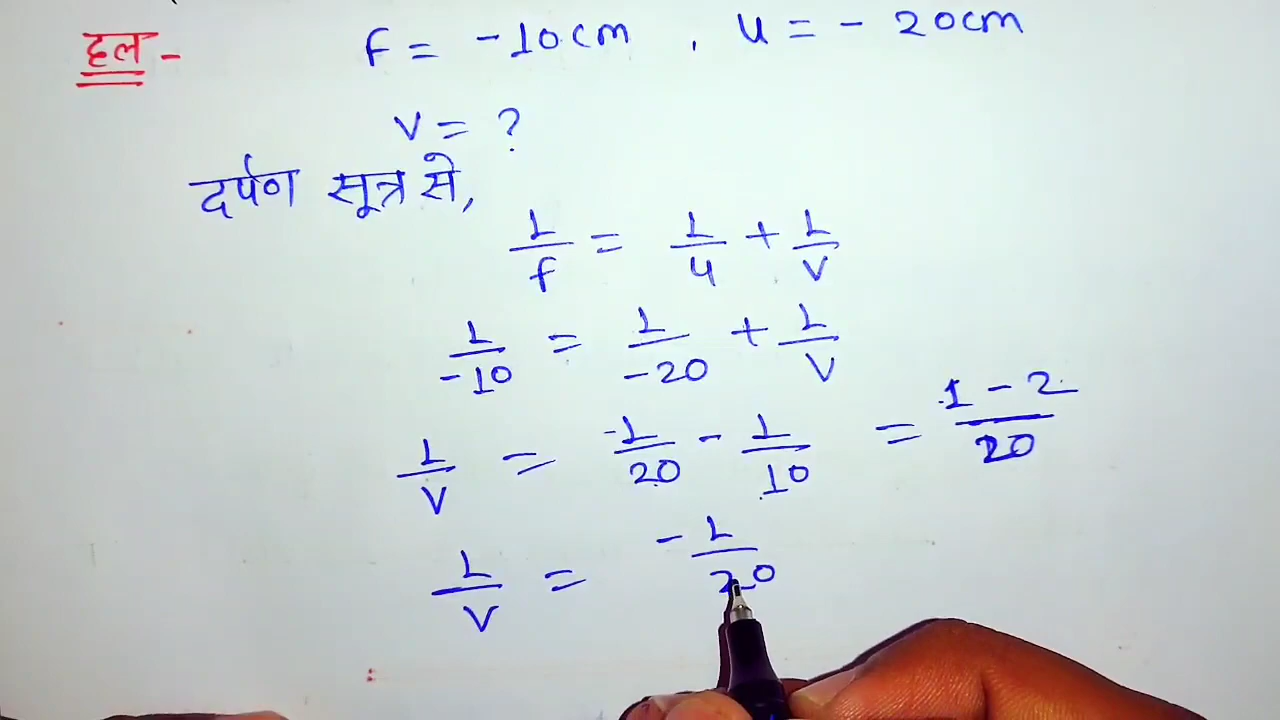 हल - f = -10cm , u = - 20cm
v = ?
दर्पण सूत्र से,
1/f = 1/u + 1/v
1/-10 = 1/-20 + 1/v
1/v = 1/20 - 1/10 = 1 - 2/20
1/v = -1/20